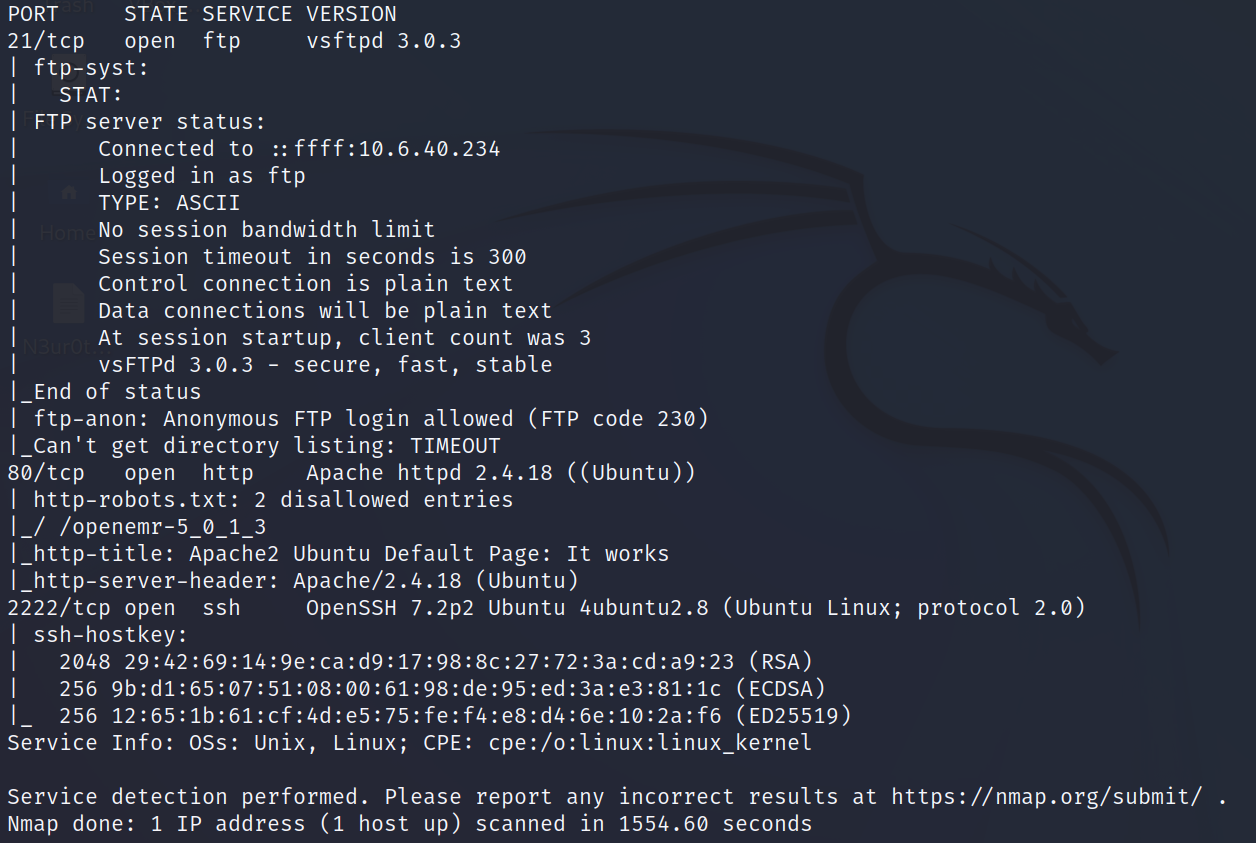 PORT     STATE SERVICE VERSION
21/tcp   open  ftp     vsftpd 3.0.3
| ftp-syst:
|   STAT:
| FTP server status:
|      Connected to ::ffff:10.6.40.234
|      Logged in as ftp
|      TYPE: ASCII
|      No session bandwidth limit
|      Session timeout in seconds is 300
|      Control connection is plain text
|      Data connections will be plain text
|      At session startup, client count was 3
|      vsFTPd 3.0.3 - secure, fast, stable
|_End of status
| ftp-anon: Anonymous FTP login allowed (FTP code 230)
|_Can't get directory listing: TIMEOUT
80/tcp   open  http    Apache httpd 2.4.18 ((Ubuntu))
| http-robots.txt: 2 disallowed entries
|_/ /openemr-5_0_1_3
|_http-title: Apache2 Ubuntu Default Page: It works
|_http-server-header: Apache/2.4.18 (Ubuntu)
2222/tcp open  ssh     OpenSSH 7.2p2 Ubuntu 4ubuntu2.8 (Ubuntu Linux; protocol 2.0)
| ssh-hostkey:
|   2048 29:42:69:14:9e:ca:d9:17:98:8c:27:72:3a:cd:a9:23 (RSA)
|   256 9b:d1:65:07:51:08:00:61:98:de:95:ed:3a:e3:81:1c (ECDSA)
|_  256 12:65:1b:61:cf:4d:e5:75:fe:f4:e8:d4:6e:10:2a:f6 (ED25519)
Service Info: OSs: Unix, Linux; CPE: cpe:/o:linux:linux_kernel
Service detection performed. Please report any incorrect results at https://nmap.org/submit/ .
Nmap done: 1 IP address (1 host up) scanned in 1554.60 seconds
Home